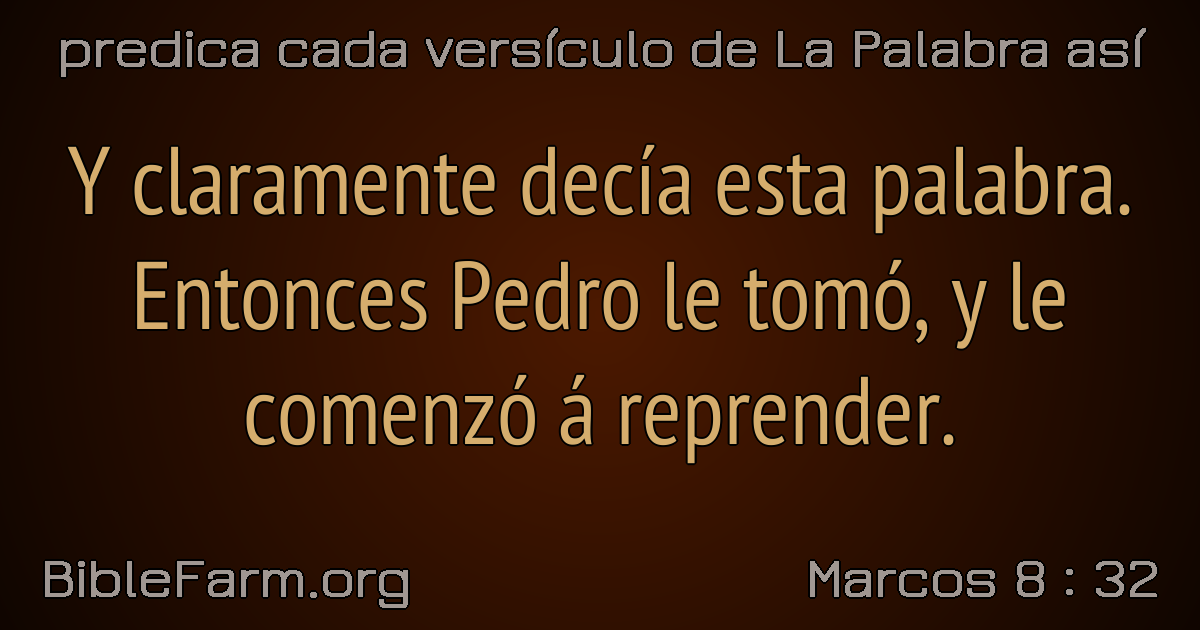 predica cada versículo de La Palabra así
Y claramente decía esta palabra.
Entonces Pedro le tomó, y le
comenzó á reprender.
BibleFarm.org
Marcos 8 : 32